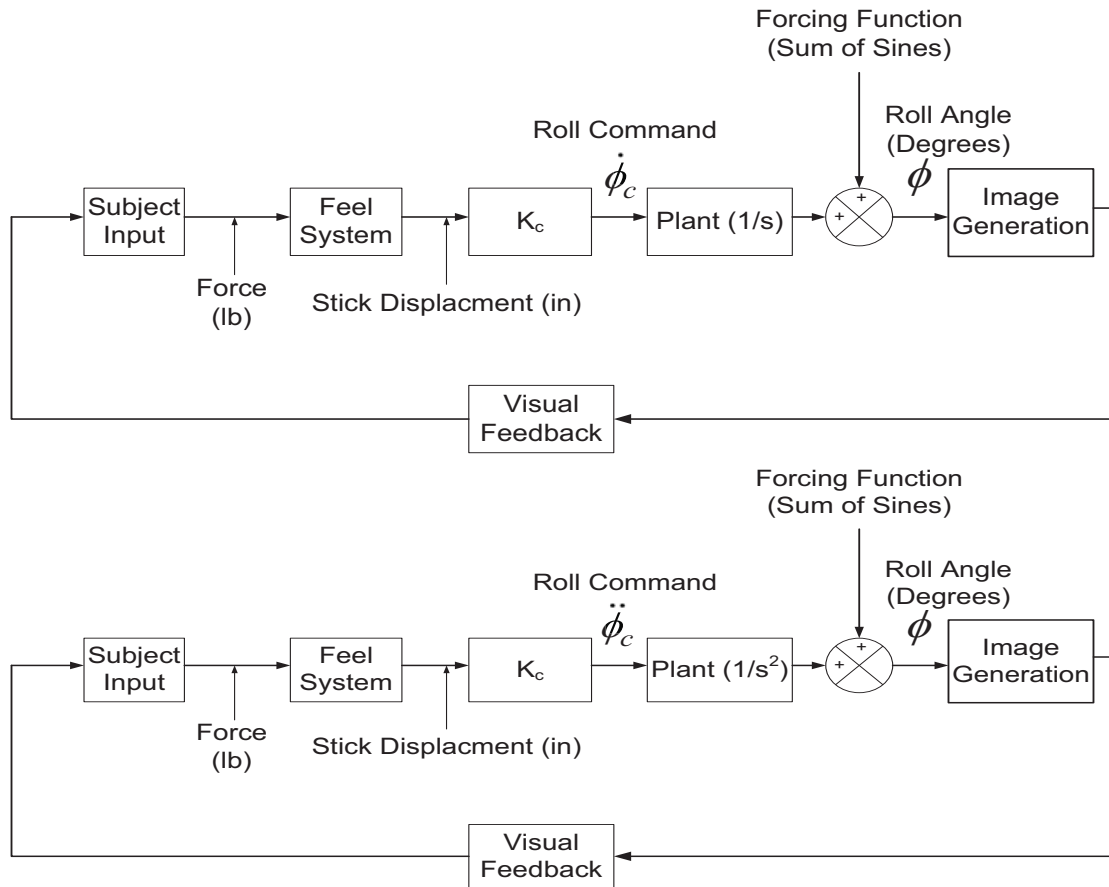 Forcing Function
(Sum of Sines)
Roll Angle
(Degrees)
Roll Command
ϕ̇c
ϕ
Subject
Input
Feel
System
Kc
Plant (1/s)
+
+
Image
Generation
Force
(lb)
Stick Displacment (in)
Visual
Feedback
Forcing Function
(Sum of Sines)
Roll Angle
(Degrees)
Roll Command
ϕ̈c
ϕ
Subject
Input
Feel
System
Kc
Plant (1/s²)
+
+
Image
Generation
Force
(lb)
Stick Displacment (in)
Visual
Feedback